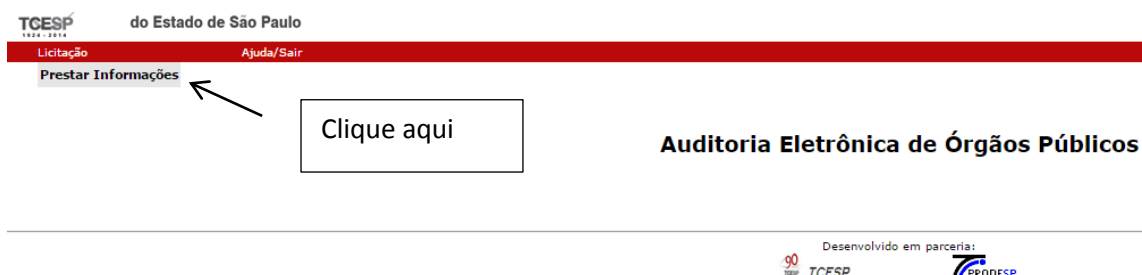 TCESP
1924 - 2014
do Estado de São Paulo
Licitação
Ajuda/Sair
Prestar Informações
Clique aqui
Auditoria Eletrônica de Órgãos Públicos
Desenvolvido em parceria:
90
TCESP
PRODESP